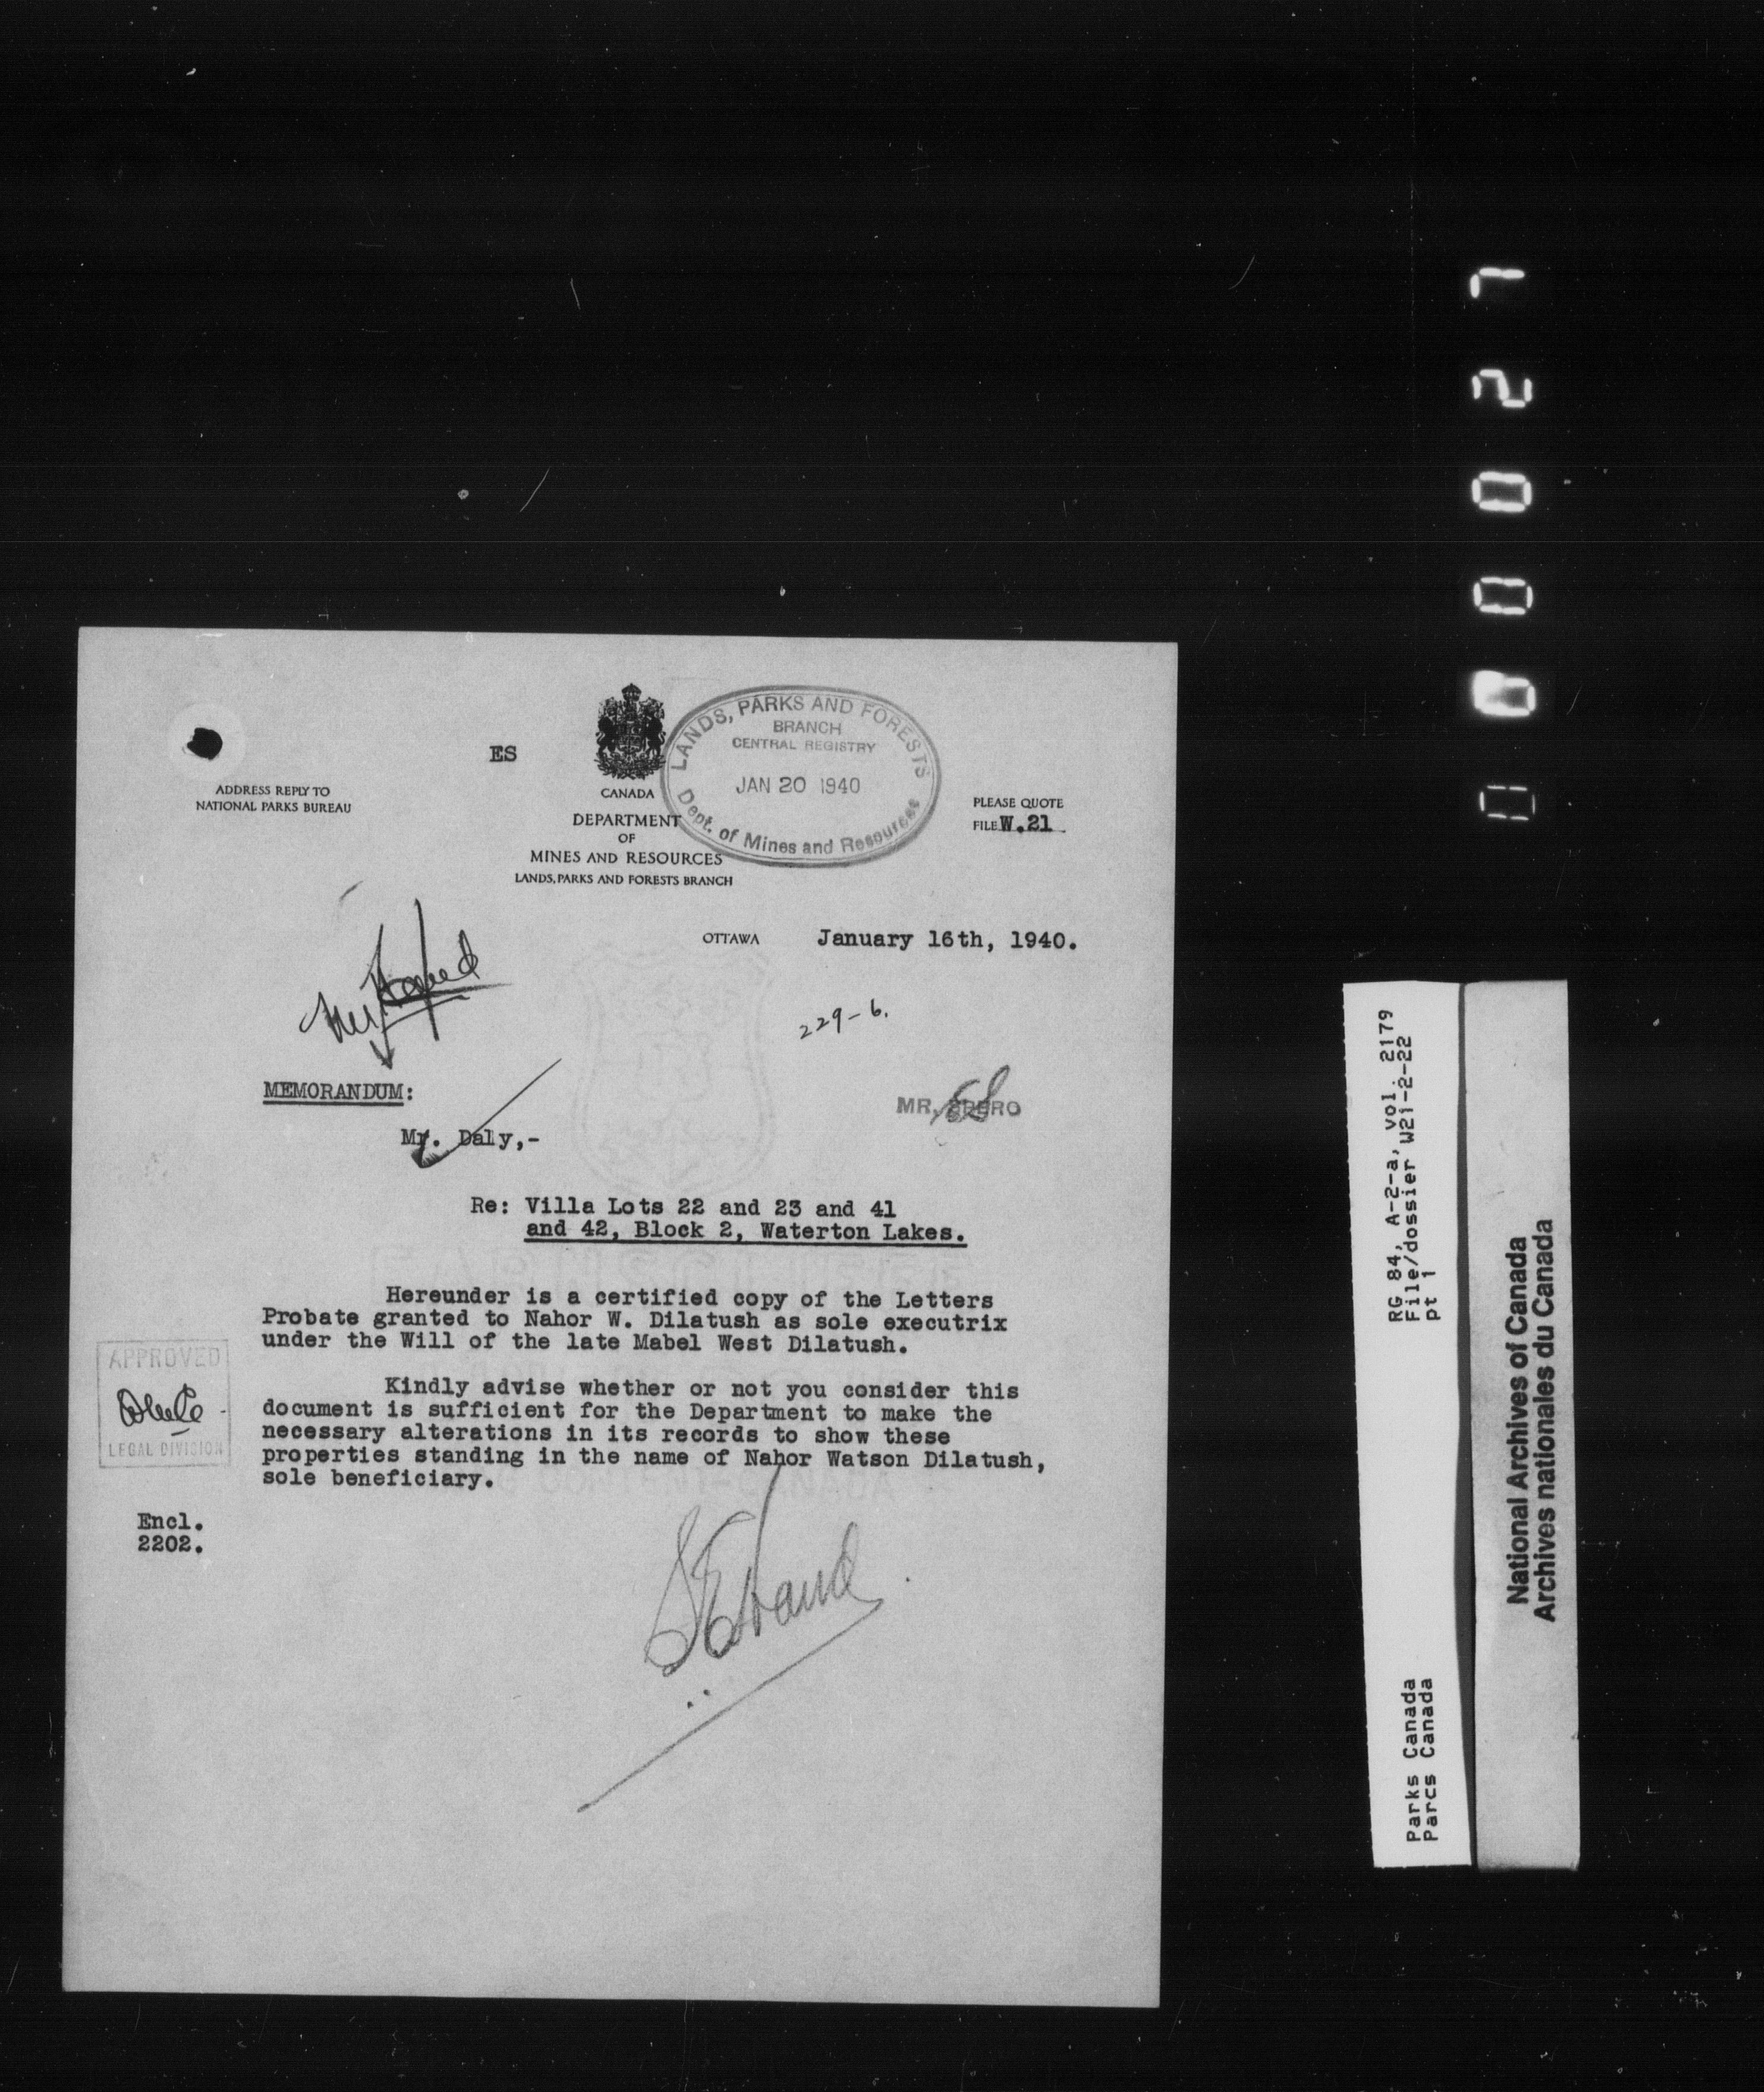 ES
ADDRESS REPLY TO
NATIONAL PARKS BUREAU
CANADA
DEPARTMENT
OF
MINES AND RESOURCES
LANDS, PARKS AND FORESTS BRANCH
LANDS, PARKS AND FORESTS
BRANCH
CENTRAL REGISTRY
JAN 20 1940
Dept. of Mines and Resources
PLEASE QUOTE
FILE W.21
OTTAWA January 16th, 1940.
Mr.
229-6.
MEMORANDUM:
MR. SPERO
Mr. Daly,-
Re: Villa Lots 22 and 23 and 41
and 42, Block 2, Waterton Lakes.
Hereunder is a certified copy of the Letters
Probate granted to Nahor W. Dilatush as sole executrix
under the Will of the late Mabel West Dilatush.
Kindly advise whether or not you consider this
document is sufficient for the Department to make the
necessary alterations in its records to show these
properties standing in the name of Nahor Watson Dilatush,
sole beneficiary.
APPROVED
LEGAL DIVISION
Encl.
2202.
RG 84, A-2-a, vol. 2179
File/dossier W21-2-22
pt 1
Parks Canada
Parcs Canada
National Archives of Canada
Archives nationales du Canada